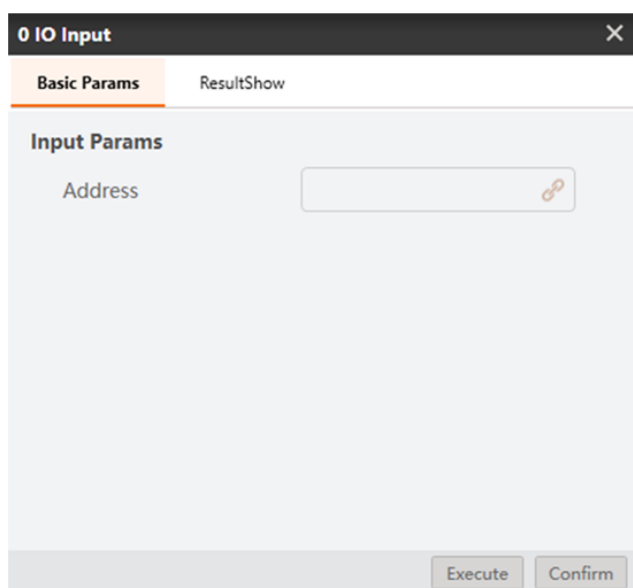 0 IO Input
Basic Params ResultShow
Input Params
Address
Execute Confirm